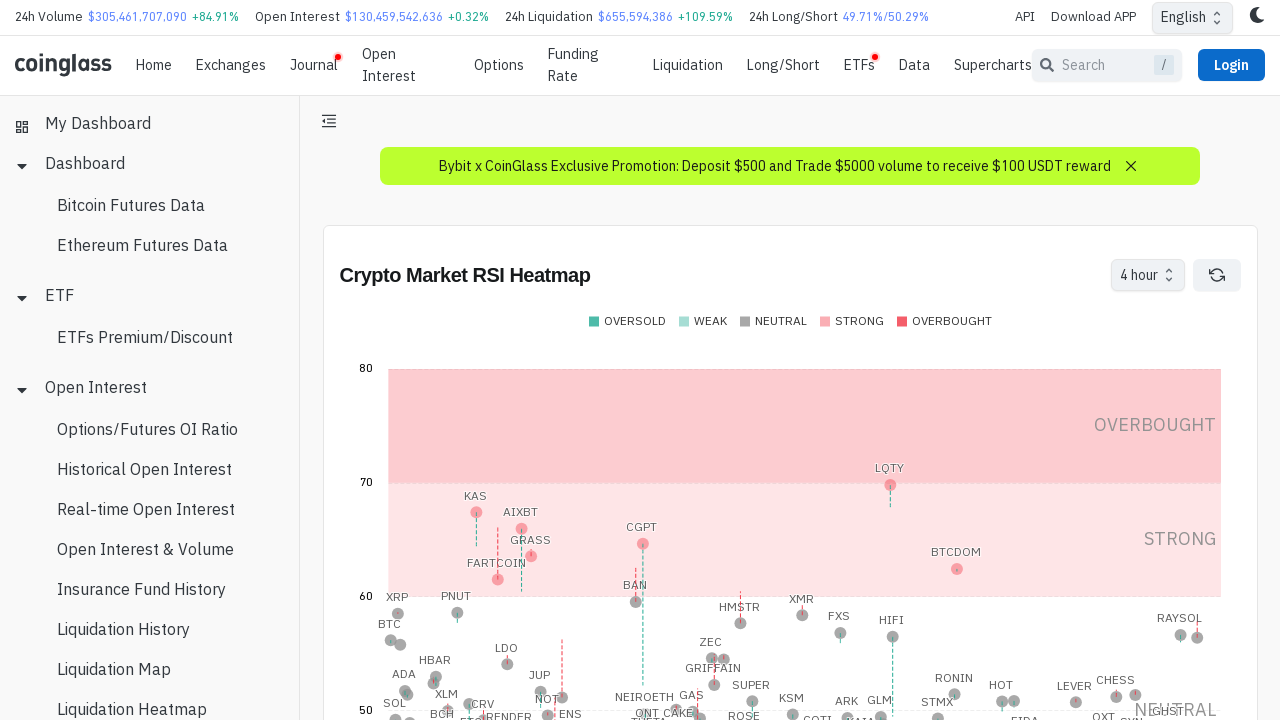 24h Volume $305,461,707,090 +84.91% Open Interest $130,459,542,636 +0.32% 24h Liquidation $655,594,386 +109.59% 24h Long/Short 49.71%/50.29% API Download APP English
coinglass Home Exchanges Journal Open Interest Options Funding Rate Liquidation Long/Short ETFs Data Supercharts Search / Login
My Dashboard
Dashboard
Bitcoin Futures Data
Ethereum Futures Data
ETF
ETFs Premium/Discount
Open Interest
Options/Futures OI Ratio
Historical Open Interest
Real-time Open Interest
Open Interest & Volume
Insurance Fund History
Liquidation History
Liquidation Map
Liquidation Heatmap
Bybit x CoinGlass Exclusive Promotion: Deposit $500 and Trade $5000 volume to receive $100 USDT reward
Crypto Market RSI Heatmap 4 hour
OVERSOLD WEAK NEUTRAL STRONG OVERBOUGHT
80
OVERBOUGHT
70 LQTY
KAS
AIXBT
CGPT
GRASS STRONG
BTCDOM
FARTCOIN
BAN
60 XRP PNUT XMR
HMSTR
FXS HIFI RAYSOL
BTC
ZEC
LDO
HBAR GRIFFAIN
ADA JUP RONIN
SUPER HOT LEVER CHESS
XLM NEIROETH GAS KSM
SOL CRV NOT ARK GLM STMX
50 BCH RENDER ENS ONT CAKE ROSE NEUTRAL